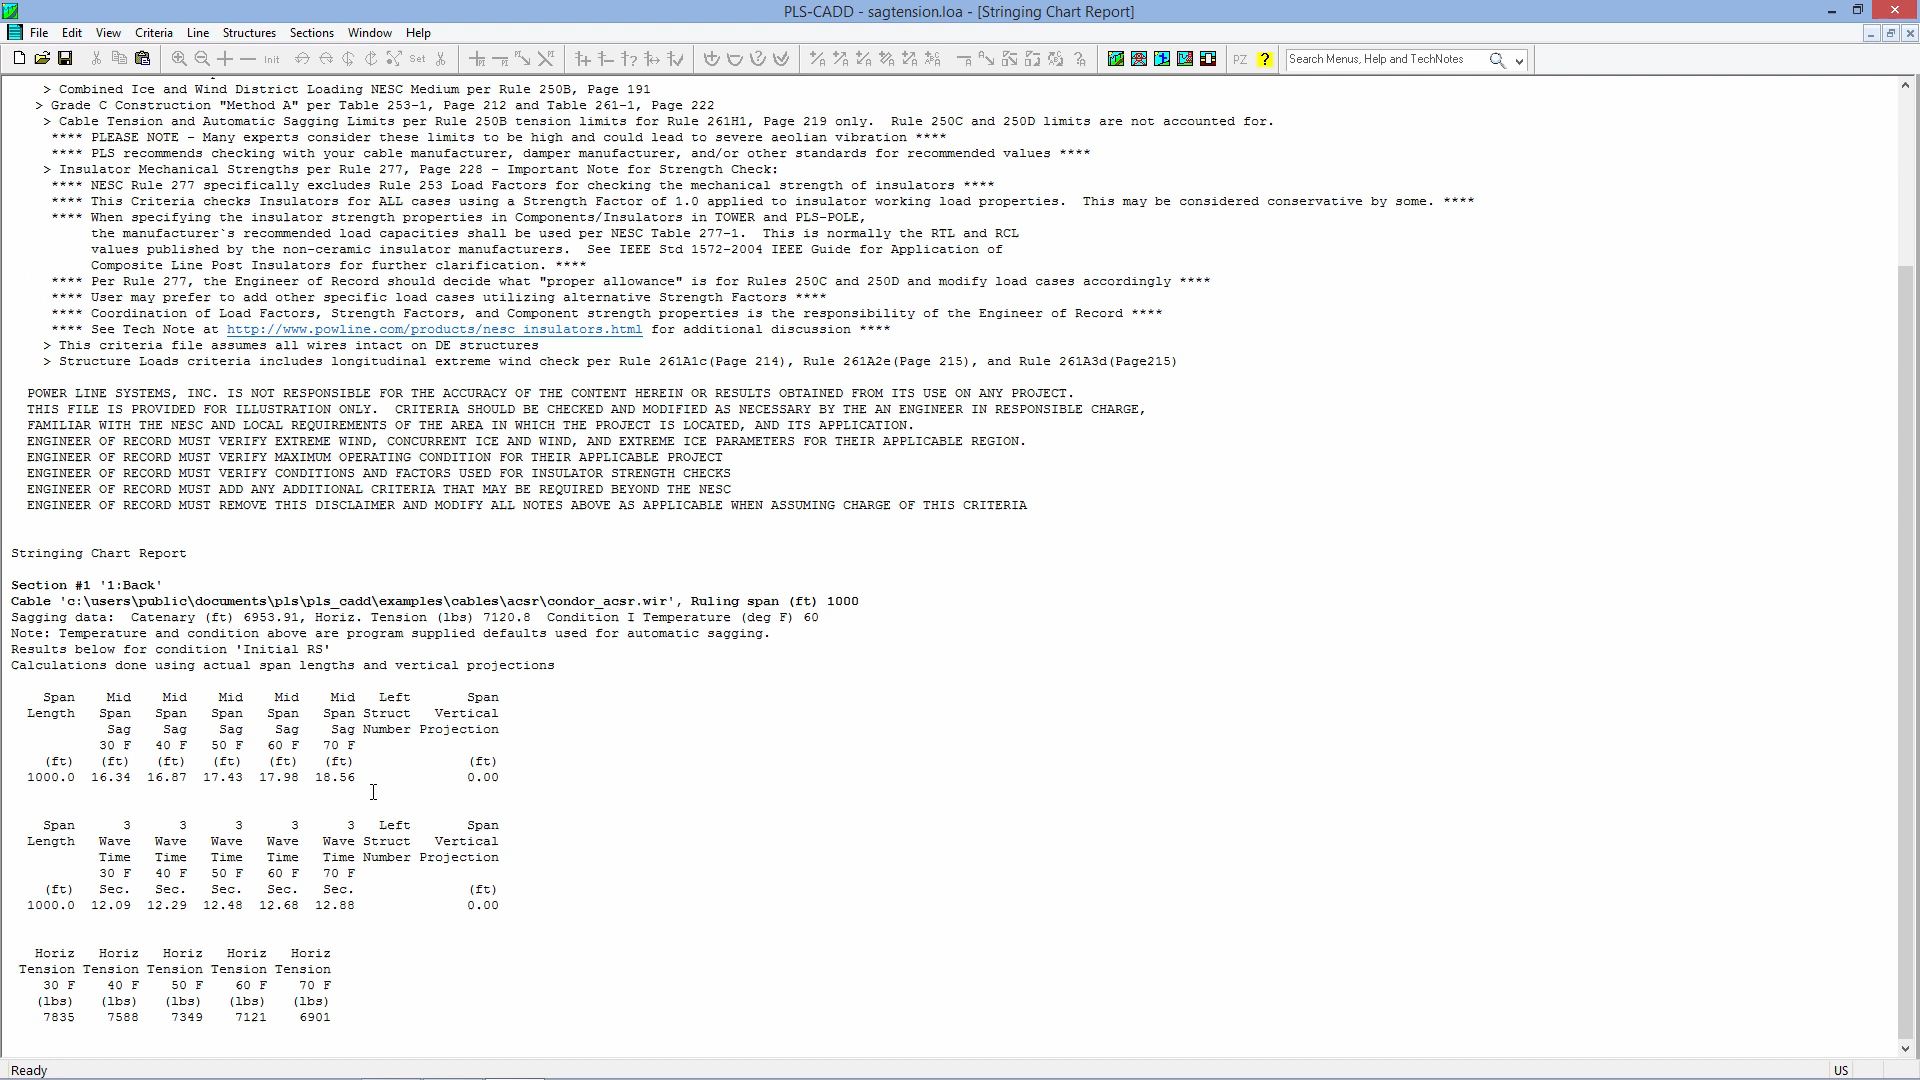 PLS-CADD - sagtension.loa - [Stringing Chart Report]
File Edit View Criteria Line Structures Sections Window Help
Init Set PZ ? Search Menus, Help and TechNotes
> Combined Ice and Wind District Loading NESC Medium per Rule 250B, Page 191
> Grade C Construction "Method A" per Table 253-1, Page 212 and Table 261-1, Page 222
> Cable Tension and Automatic Sagging Limits per Rule 250B tension limits for Rule 261H1, Page 219 only. Rule 250C and 250D limits are not accounted for.
**** PLEASE NOTE - Many experts consider these limits to be high and could lead to severe aeolian vibration ****
**** PLS recommends checking with your cable manufacturer, damper manufacturer, and/or other standards for recommended values ****
> Insulator Mechanical Strengths per Rule 277, Page 228 - Important Note for Strength Check:
**** NESC Rule 277 specifically excludes Rule 253 Load Factors for checking the mechanical strength of insulators ****
**** This Criteria checks Insulators for ALL cases using a Strength Factor of 1.0 applied to insulator working load properties. This may be considered conservative by some. ****
**** When specifying the insulator strength properties in Components/Insulators in TOWER and PLS-POLE,
the manufacturer`s recommended load capacities shall be used per NESC Table 277-1. This is normally the RTL and RCL
values published by the non-ceramic insulator manufacturers. See IEEE Std 1572-2004 IEEE Guide for Application of
Composite Line Post Insulators for further clarification. ****
**** Per Rule 277, the Engineer of Record should decide what "proper allowance" is for Rules 250C and 250D and modify load cases accordingly ****
**** User may prefer to add other specific load cases utilizing alternative Strength Factors ****
**** Coordination of Load Factors, Strength Factors, and Component strength properties is the responsibility of the Engineer of Record ****
**** See Tech Note at http://www.powline.com/products/nesc_insulators.html for additional discussion ****
> This criteria file assumes all wires intact on DE structures
> Structure Loads criteria includes longitudinal extreme wind check per Rule 261A1c(Page 214), Rule 261A2e(Page 215), and Rule 261A3d(Page215)
POWER LINE SYSTEMS, INC. IS NOT RESPONSIBLE FOR THE ACCURACY OF THE CONTENT HEREIN OR RESULTS OBTAINED FROM ITS USE ON ANY PROJECT.
THIS FILE IS PROVIDED FOR ILLUSTRATION ONLY. CRITERIA SHOULD BE CHECKED AND MODIFIED AS NECESSARY BY THE AN ENGINEER IN RESPONSIBLE CHARGE,
FAMILIAR WITH THE NESC AND LOCAL REQUIREMENTS OF THE AREA IN WHICH THE PROJECT IS LOCATED, AND ITS APPLICATION.
ENGINEER OF RECORD MUST VERIFY EXTREME WIND, CONCURRENT ICE AND WIND, AND EXTREME ICE PARAMETERS FOR THEIR APPLICABLE REGION.
ENGINEER OF RECORD MUST VERIFY MAXIMUM OPERATING CONDITION FOR THEIR APPLICABLE PROJECT
ENGINEER OF RECORD MUST VERIFY CONDITIONS AND FACTORS USED FOR INSULATOR STRENGTH CHECKS
ENGINEER OF RECORD MUST ADD ANY ADDITIONAL CRITERIA THAT MAY BE REQUIRED BEYOND THE NESC
ENGINEER OF RECORD MUST REMOVE THIS DISCLAIMER AND MODIFY ALL NOTES ABOVE AS APPLICABLE WHEN ASSUMING CHARGE OF THIS CRITERIA
Stringing Chart Report
Section #1 '1:Back'
Cable 'c:\users\public\documents\pls\pls_cadd\examples\cables\acsr\condor_acsr.wir', Ruling span (ft) 1000
Sagging data: Catenary (ft) 6953.91, Horiz. Tension (lbs) 7120.8 Condition I Temperature (deg F) 60
Note: Temperature and condition above are program supplied defaults used for automatic sagging.
Results below for condition 'Initial RS'
Calculations done using actual span lengths and vertical projections
Span Mid Mid Mid Mid Mid Left Span
Length Span Span Span Span Span Struct Vertical
Sag Sag Sag Sag Sag Number Projection
30 F 40 F 50 F 60 F 70 F
(ft) (ft) (ft) (ft) (ft) (ft) (ft)
1000.0 16.34 16.87 17.43 17.98 18.56 0.00
Span 3 3 3 3 3 Left Span
Length Wave Wave Wave Wave Wave Struct Vertical
Time Time Time Time Time Number Projection
30 F 40 F 50 F 60 F 70 F
(ft) Sec. Sec. Sec. Sec. Sec. (ft)
1000.0 12.09 12.29 12.48 12.68 12.88 0.00
Horiz Horiz Horiz Horiz Horiz
Tension Tension Tension Tension Tension
30 F 40 F 50 F 60 F 70 F
(lbs) (lbs) (lbs) (lbs) (lbs)
7835 7588 7349 7121 6901
Ready US